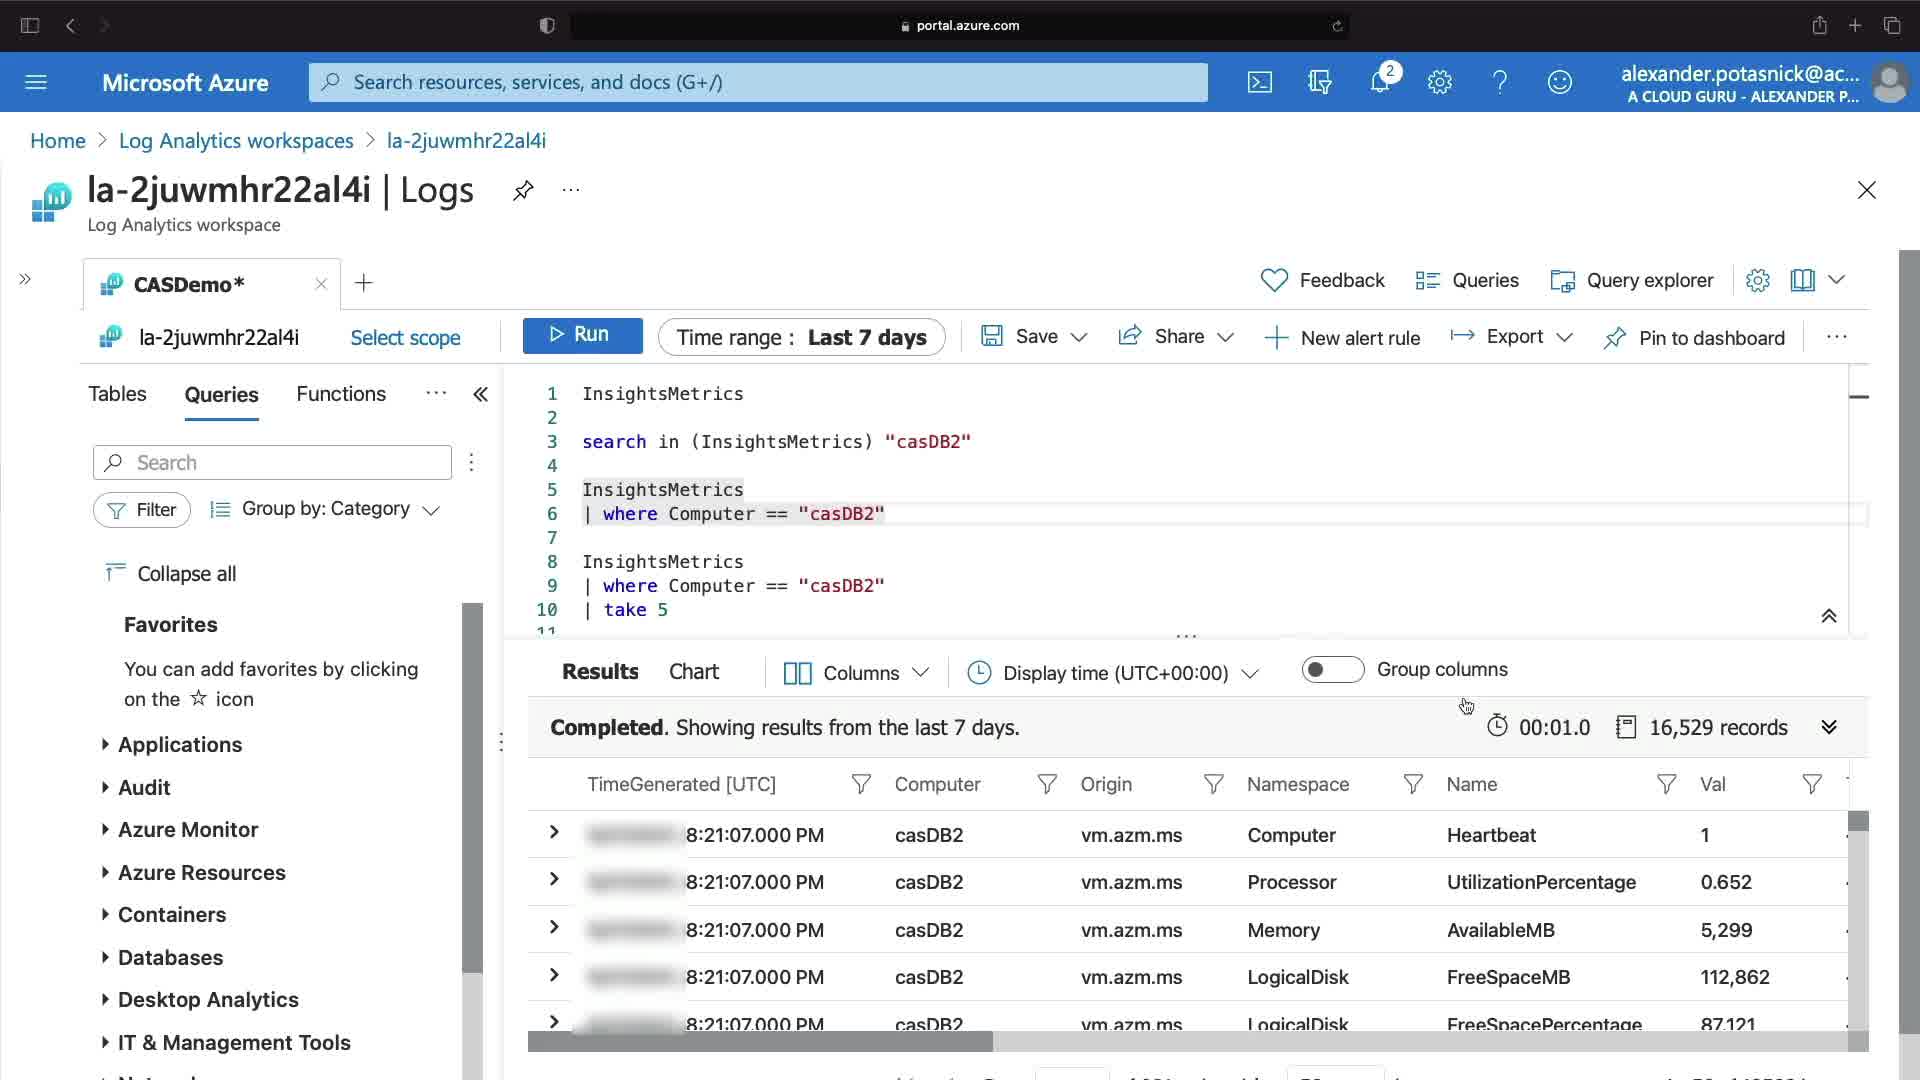 portal.azure.com
Microsoft Azure
Search resources, services, and docs (G+/)
2
alexander.potasnick@ac...
A CLOUD GURU - ALEXANDER P...
Home > Log Analytics workspaces > la-2juwmhr22al4i
la-2juwmhr22al4i | Logs
Log Analytics workspace
CASDemo*
Feedback
Queries
Query explorer
la-2juwmhr22al4i
Select scope
Run
Time range : Last 7 days
Save
Share
New alert rule
Export
Pin to dashboard
Tables
Queries
Functions
Search
Filter
Group by: Category
Collapse all
Favorites
You can add favorites by clicking
on the ☆ icon
Applications
Audit
Azure Monitor
Azure Resources
Containers
Databases
Desktop Analytics
IT & Management Tools
1 InsightsMetrics
2
3 search in (InsightsMetrics) "casDB2"
4
5 InsightsMetrics
6 | where Computer == "casDB2"
7
8 InsightsMetrics
9 | where Computer == "casDB2"
10 | take 5
11
Results
Chart
Columns
Display time (UTC+00:00)
Group columns
Completed. Showing results from the last 7 days.
00:01.0
16,529 records
TimeGenerated [UTC] Computer Origin Namespace Name Val
8:21:07.000 PM casDB2 vm.azm.ms Computer Heartbeat 1
8:21:07.000 PM casDB2 vm.azm.ms Processor UtilizationPercentage 0.652
8:21:07.000 PM casDB2 vm.azm.ms Memory AvailableMB 5,299
8:21:07.000 PM casDB2 vm.azm.ms LogicalDisk FreeSpaceMB 112,862
8:21:07.000 PM casDB2 vm.azm.ms LogicalDisk FreeSpacePercentage 87.121